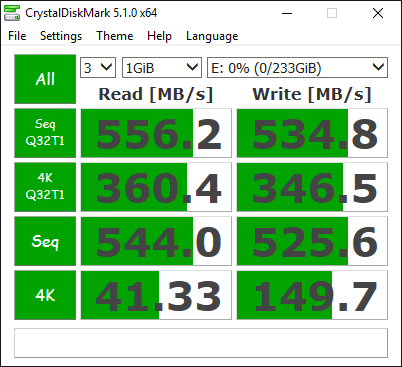 CrystalDiskMark 5.1.0 x64
File Settings Theme Help Language
All 3 1GiB E: 0% (0/233GiB)
Read [MB/s] Write [MB/s]
Seq Q32T1 556.2 534.8
4K Q32T1 360.4 346.5
Seq 544.0 525.6
4K 41.33 149.7